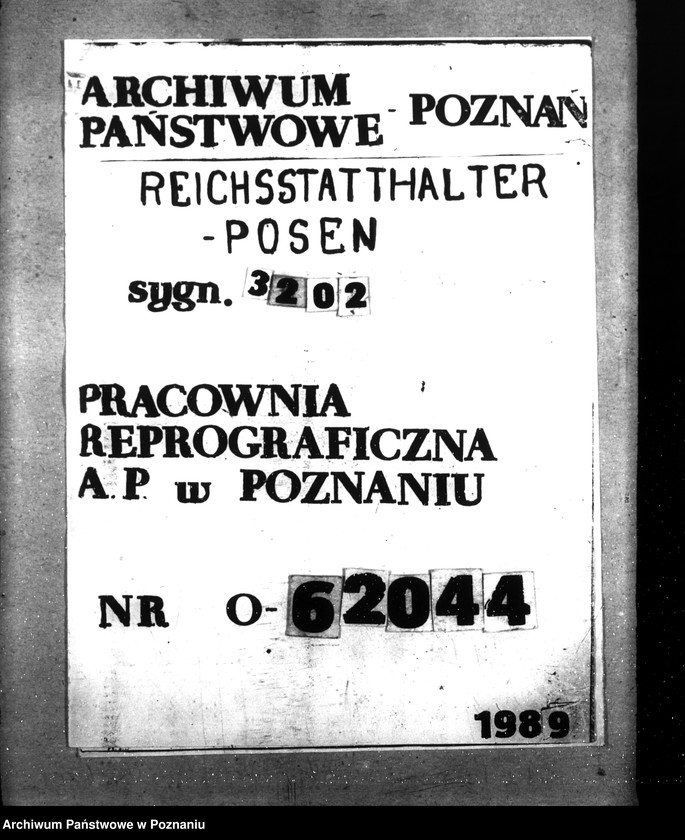 ARCHIWUM
PAŃSTWOWE - POZNAŃ
REICHSSTATTHALTER
-POSEN
sygn. 3202
PRACOWNIA
REPROGRAFICZNA
A.P. w POZNANIU
NR O-62044
1989
Archiwum Państwowe w Poznaniu